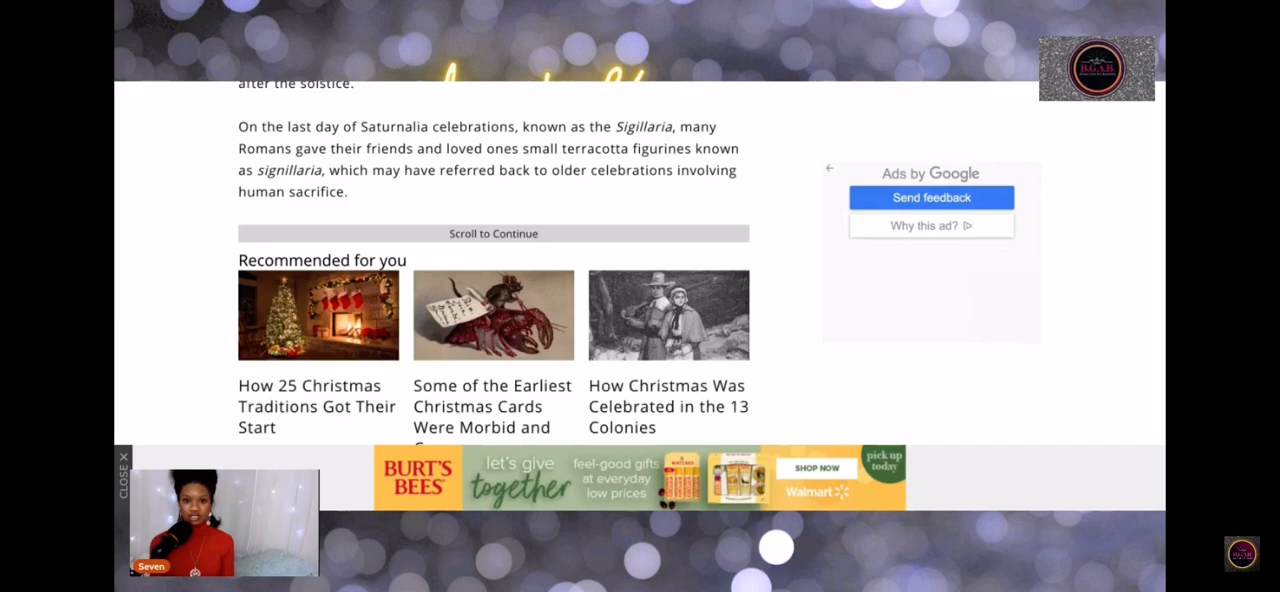 after the solstice.
On the last day of Saturnalia celebrations, known as the Sigillaria, many
Romans gave their friends and loved ones small terracotta figurines known
as signillaria, which may have referred back to older celebrations involving
human sacrifice.
Scroll to Continue
Recommended for you
How 25 Christmas
Traditions Got Their
Start
Some of the Earliest
Christmas Cards
Were Morbid and
How Christmas Was
Celebrated in the 13
Colonies
Ads by Google
Send feedback
Why this ad?
B.G.A.B.
CLOSE X
BURT'S
BEES
let's give
together
feel-good gifts
at everyday
low prices
SHOP NOW
Walmart
pick up
today
Seven